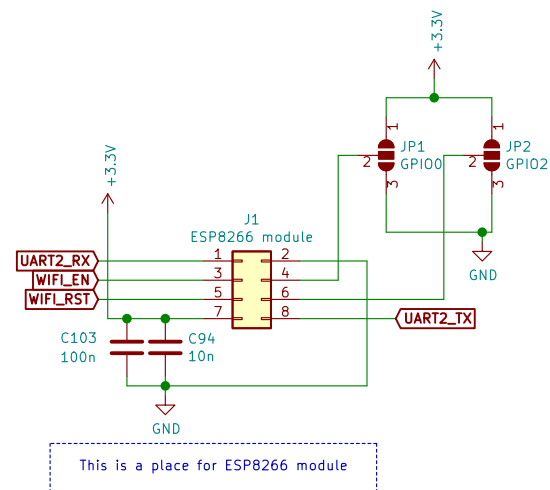 +3.3V
1
JP1
2
GPIO0
3
1
JP2
2
GPIO2
3
+3.3V
GND
J1
ESP8266 module
UART2_RX
1
2
WIFI_EN
3
4
WIFI_RST
5
6
7
8
UART2_TX
C103
100n
C94
10n
GND
This is a place for ESP8266 module